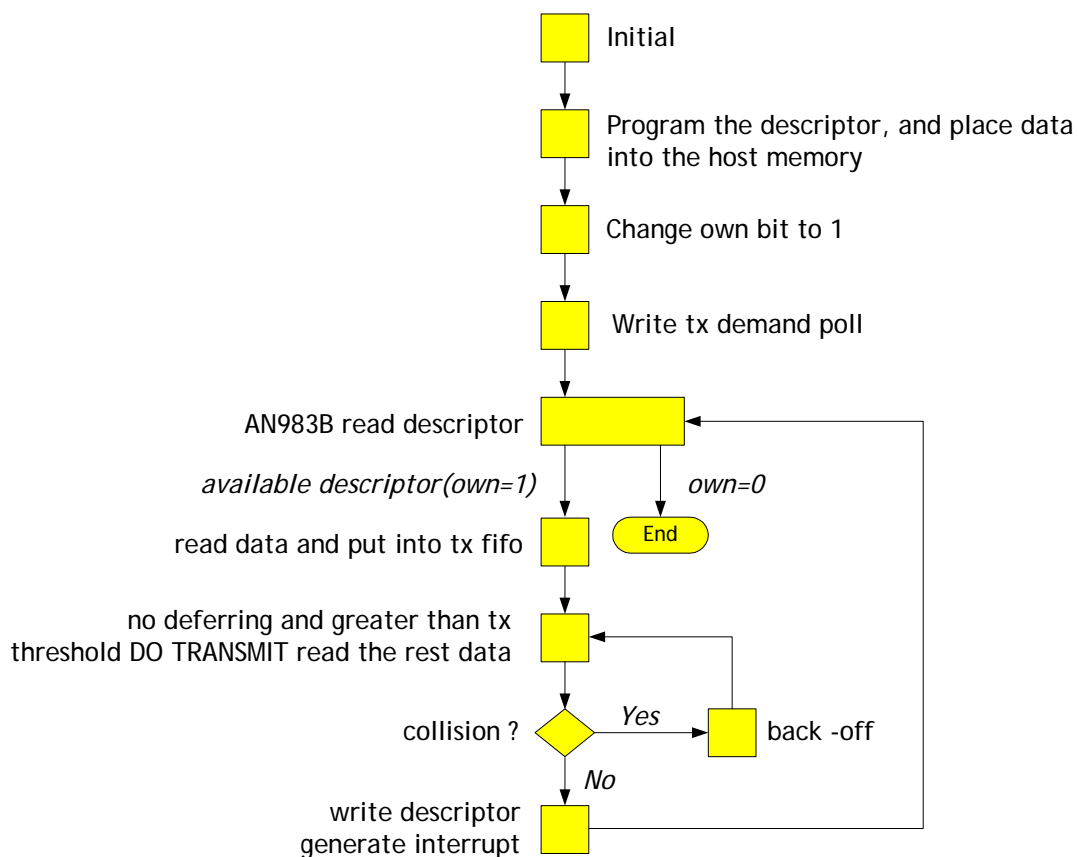 Initial
Program the descriptor, and place data
into the host memory
Change own bit to 1
Write tx demand poll
AN983B read descriptor
available descriptor(own=1)
own=0
End
read data and put into tx fifo
no deferring and greater than tx
threshold DO TRANSMIT read the rest data
collision ?
Yes
back -off
No
write descriptor
generate interrupt